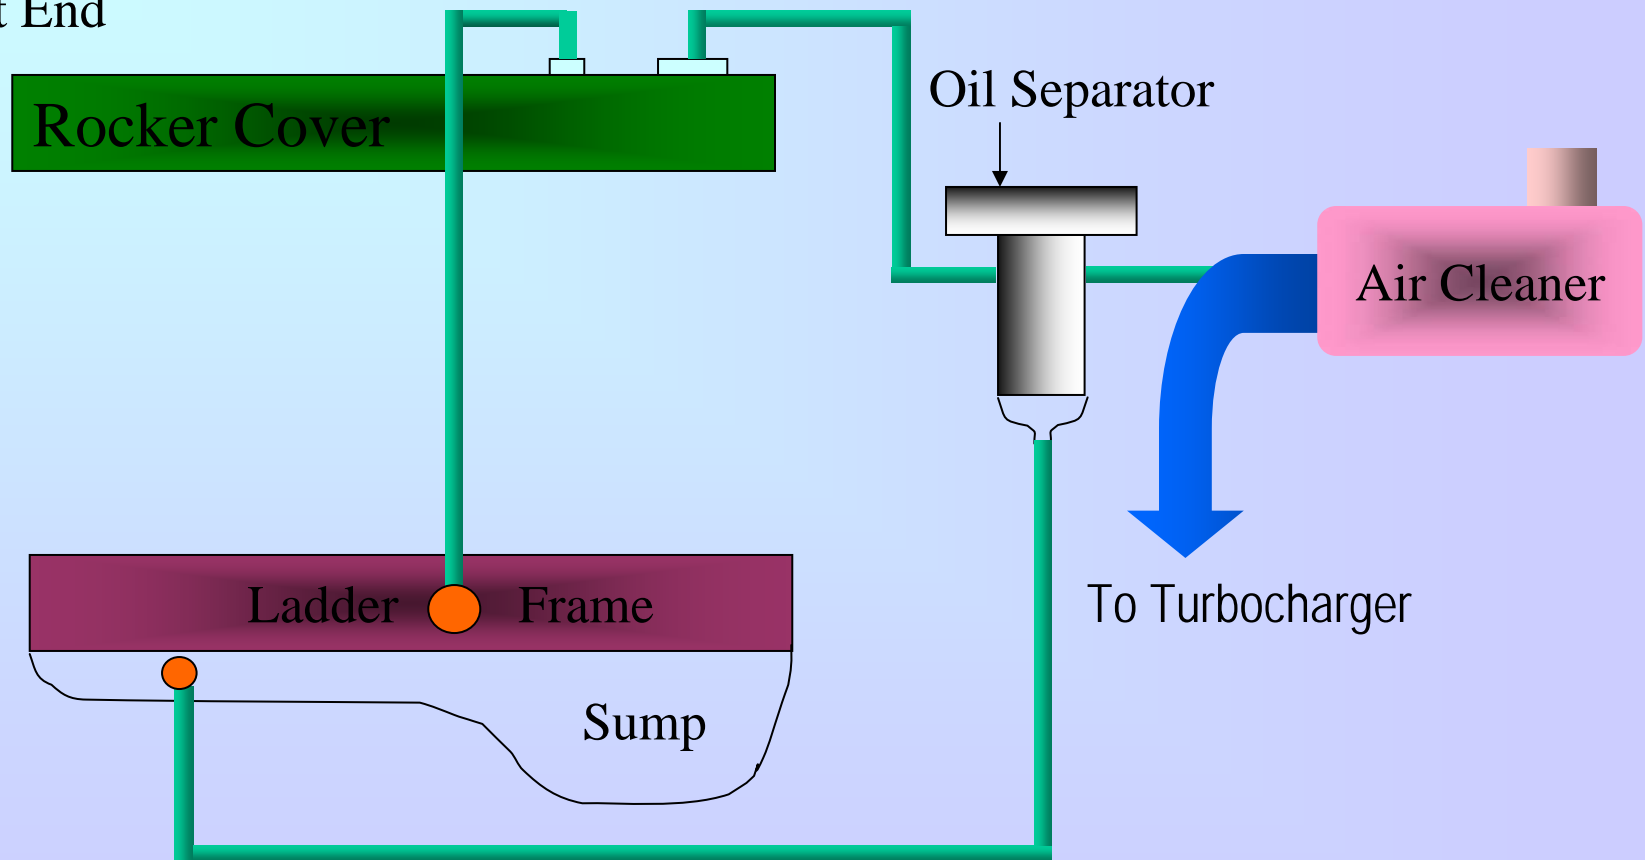 t End
Rocker Cover
Oil Separator
Air Cleaner
Ladder Frame
To Turbocharger
Sump